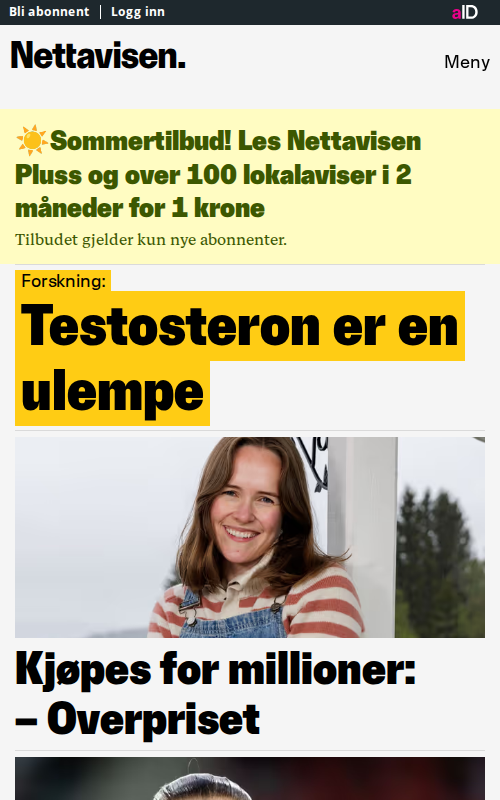 Bli abonnent | Logg inn
aID
Nettavisen.
Meny
☀️Sommertilbud! Les Nettavisen
Pluss og over 100 lokalaviser i 2
måneder for 1 krone
Tilbudet gjelder kun nye abonnenter.
Forskning:
Testosteron er en
ulempe
Kjøpes for millioner:
– Overpriset